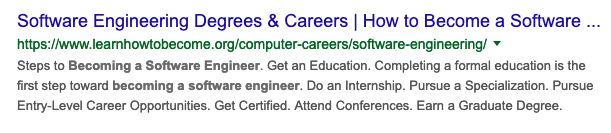 Software Engineering Degrees & Careers | How to Become a Software ...
https://www.learnhowtobecome.org/computer-careers/software-engineering/
Steps to Becoming a Software Engineer. Get an Education. Completing a formal education is the
first step toward becoming a software engineer. Do an Internship. Pursue a Specialization. Pursue
Entry-Level Career Opportunities. Get Certified. Attend Conferences. Earn a Graduate Degree.